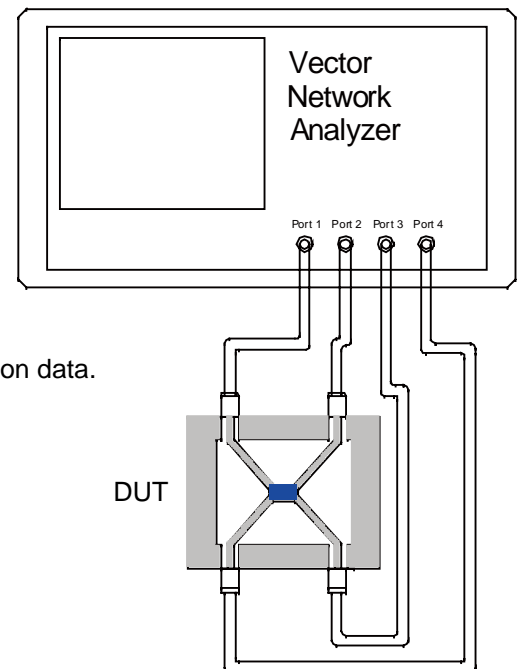 Vector
Network
Analyzer
Port 1 Port 2 Port 3 Port 4
on data.
DUT